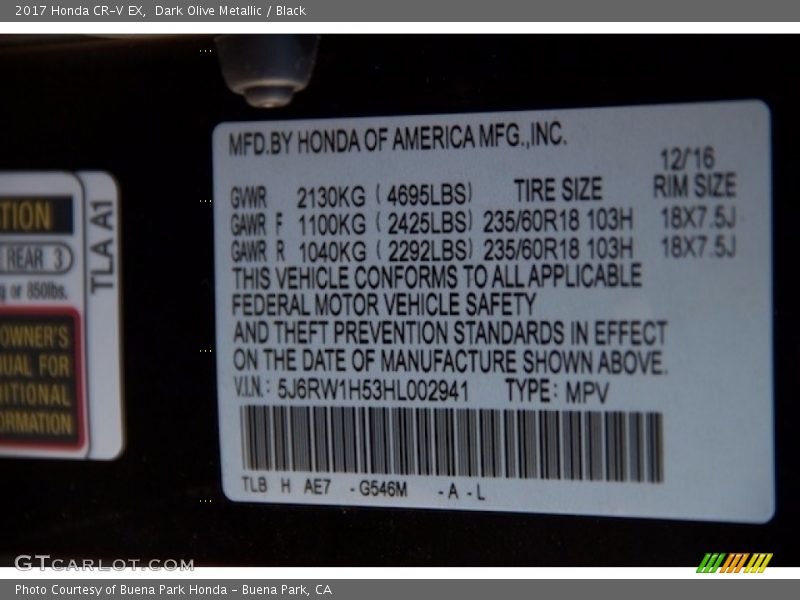 2017 Honda CR-V EX, Dark Olive Metallic / Black
MFD.BY HONDA OF AMERICA MFG.,INC.
12/16
GVWR 2130KG ( 4695LBS) TIRE SIZE RIM SIZE
GAWR F 1100KG ( 2425LBS) 235/60R18 103H 18X7.5J
GAWR R 1040KG ( 2292LBS) 235/60R18 103H 18X7.5J
THIS VEHICLE CONFORMS TO ALL APPLICABLE
FEDERAL MOTOR VEHICLE SAFETY
AND THEFT PREVENTION STANDARDS IN EFFECT
ON THE DATE OF MANUFACTURE SHOWN ABOVE.
V.I.N.: 5J6RW1H53HL002941 TYPE: MPV
TLB H AE7 -G546M -A-L
TION
REAR 3
or 850lbs.
OWNER'S
FOR
ITIONAL
ORMATION
TLA A1
GTCARLOT.COM
Photo Courtesy of Buena Park Honda - Buena Park, CA